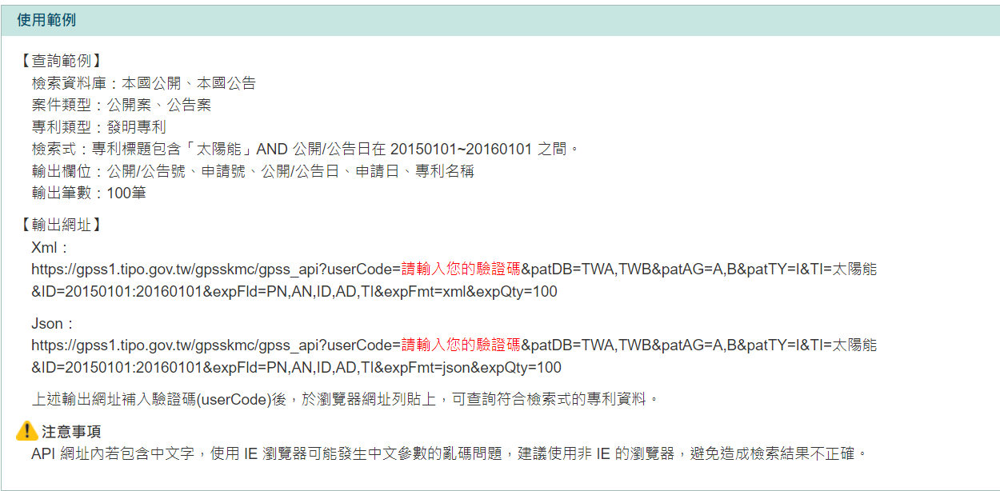 使用範例
【查詢範例】
檢索資料庫：本國公開、本國公告
案件類型：公開案、公告案
專利類型：發明專利
檢索式：專利標題包含「太陽能」AND 公開/公告日在 20150101~20160101 之間。
輸出欄位：公開/公告號、申請號、公開/公告日、申請日、專利名稱
輸出筆數：100筆
【輸出網址】
Xml：
https://gpss1.tipo.gov.tw/gpsskmc/gpss_api?userCode=請輸入您的驗證碼&patDB=TWA,TWB&patAG=A,B&patTY=I&TI=太陽能
&ID=20150101:20160101&expFld=PN,AN,ID,AD,TI&expFmt=xml&expQty=100
Json：
https://gpss1.tipo.gov.tw/gpsskmc/gpss_api?userCode=請輸入您的驗證碼&patDB=TWA,TWB&patAG=A,B&patTY=I&TI=太陽能
&ID=20150101:20160101&expFld=PN,AN,ID,AD,TI&expFmt=json&expQty=100
上述輸出網址補入驗證碼(userCode)後，於瀏覽器網址列貼上，可查詢符合檢索式的專利資料。
注意事項
API 網址內若包含中文字，使用 IE 瀏覽器可能發生中文參數的亂碼問題，建議使用非 IE 的瀏覽器，避免造成檢索結果不正確。